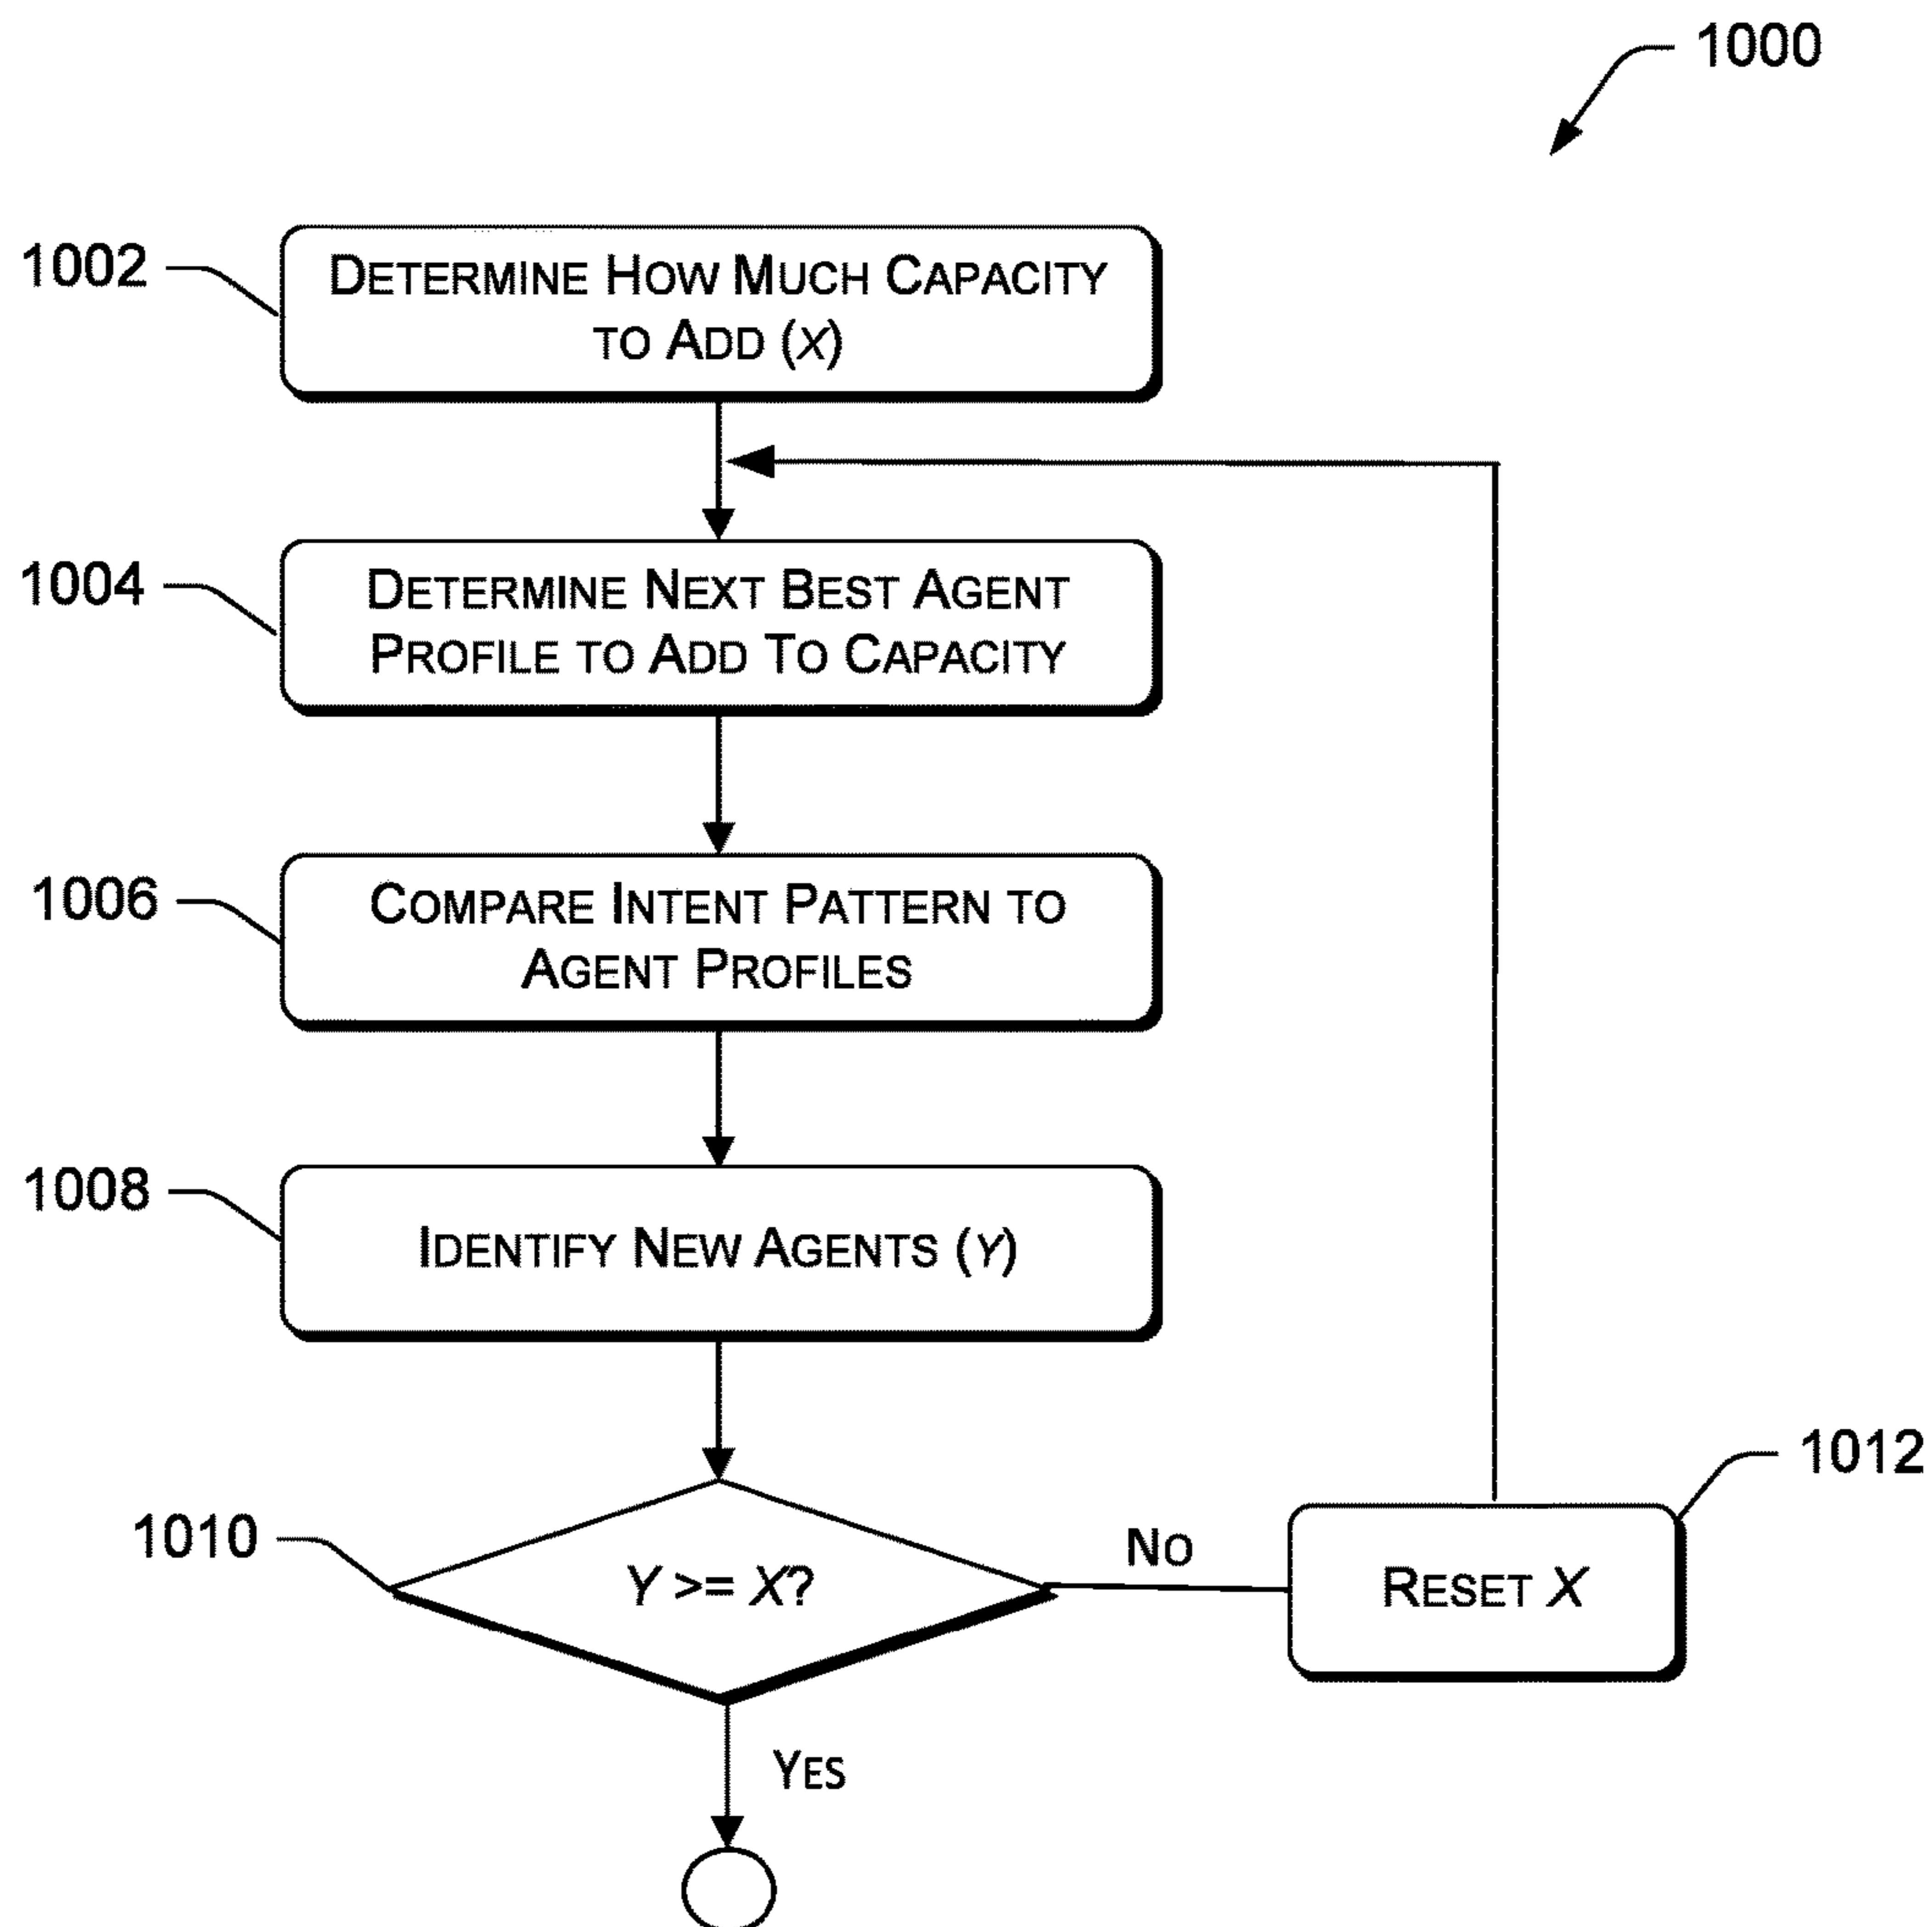 1000
1002
DETERMINE HOW MUCH CAPACITY
TO ADD (X)
1004
DETERMINE NEXT BEST AGENT
PROFILE TO ADD TO CAPACITY
1006
COMPARE INTENT PATTERN TO
AGENT PROFILES
1008
IDENTIFY NEW AGENTS (Y)
1010
Y >= X?
NO
1012
RESET X
YES